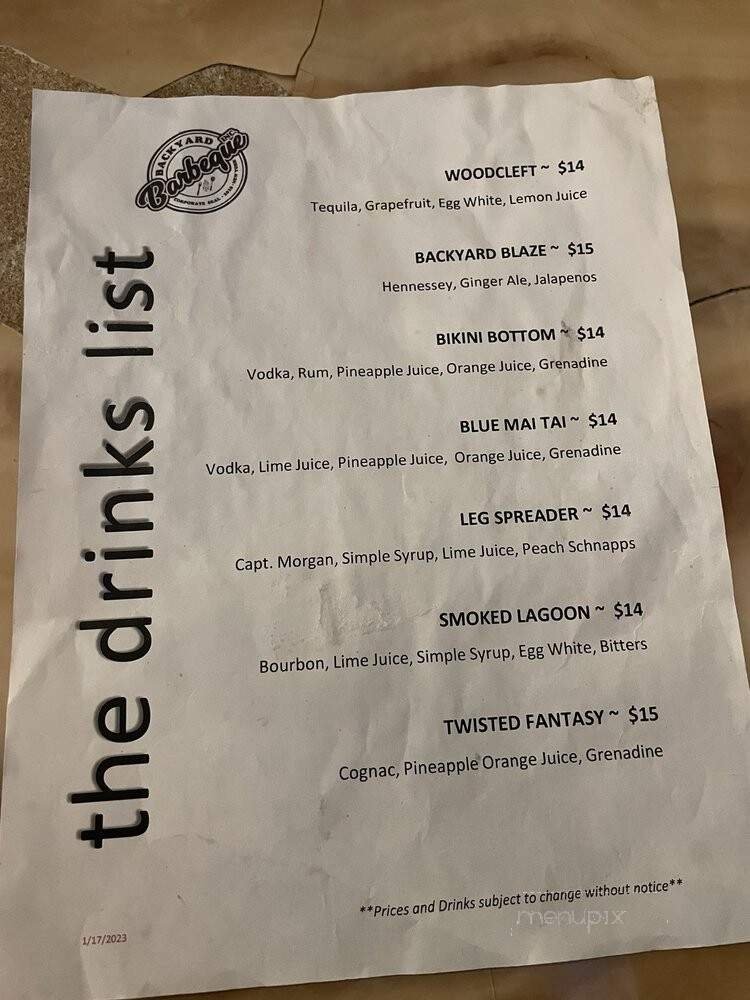 BACKYARD
Barbeque INC.
CORPORATE SEAL
the drinks list
WOODCLEFT ~ $14
Tequila, Grapefruit, Egg White, Lemon Juice
BACKYARD BLAZE ~ $15
Hennessey, Ginger Ale, Jalapenos
BIKINI BOTTOM ~ $14
Vodka, Rum, Pineapple Juice, Orange Juice, Grenadine
BLUE MAI TAI ~ $14
Vodka, Lime Juice, Pineapple Juice, Orange Juice, Grenadine
LEG SPREADER ~ $14
Capt. Morgan, Simple Syrup, Lime Juice, Peach Schnapps
SMOKED LAGOON ~ $14
Bourbon, Lime Juice, Simple Syrup, Egg White, Bitters
TWISTED FANTASY ~ $15
Cognac, Pineapple Orange Juice, Grenadine
**Prices and Drinks subject to change without notice**
menupix
1/17/2023